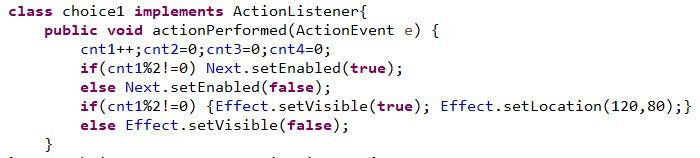 class choice1 implements ActionListener{
    public void actionPerformed(ActionEvent e) {
        cnt1++;cnt2=0;cnt3=0;cnt4=0;
        if(cnt1%2!=0) Next.setEnabled(true);
        else Next.setEnabled(false);
        if(cnt1%2!=0) {Effect.setVisible(true); Effect.setLocation(120,80);}
        else Effect.setVisible(false);
    }